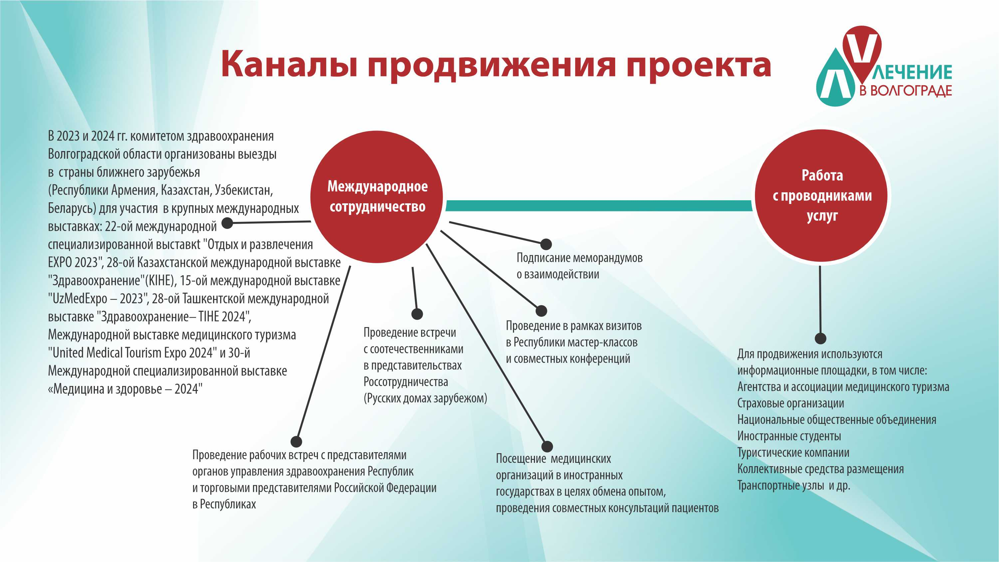 Каналы продвижения проекта
V
Λ
ЛЕЧЕНИЕ
В ВОЛГОГРАДЕ
В 2023 и 2024 гг. комитетом здравоохранения
Волгоградской области организованы выезды
в страны ближнего зарубежья
(Республики Армения, Казахстан, Узбекистан,
Беларусь) для участия в крупных международных
выставках: 22-ой международной
специализированной выставкt "Отдых и развлечения
EXPO 2023", 28-ой Казахстанской международной выставке
"Здравоохранение"(KIHE), 15-ой международной выставке
"UzMedExpo – 2023", 28-ой Ташкентской международной
выставке "Здравоохранение– TIHE 2024",
Международной выставке медицинского туризма
"United Medical Tourism Expo 2024" и 30-й
Международной специализированной выставке
«Медицина и здоровье – 2024"
Международное
сотрудничество
Работа
с проводниками
услуг
Подписание меморандумов
о взаимодействии
Проведение в рамках визитов
в Республики мастер-классов
и совместных конференций
Проведение встречи
с соотечественниками
в представительствах
Россотрудничества
(Русских домах зарубежом)
Проведение рабочих встреч с представителями
органов управления здравоохранения Республик
и торговыми представителями Российской Федерации
в Республиках
Посещение медицинских
организаций в иностранных
государствах в целях обмена опытом,
проведения совместных консультаций пациентов
Для продвижения используются
информационные площадки, в том числе:
Агентства и ассоциации медицинского туризма
Страховые организации
Национальные общественные объединения
Иностранные студенты
Туристические компании
Коллективные средства размещения
Транспортные узлы и др.